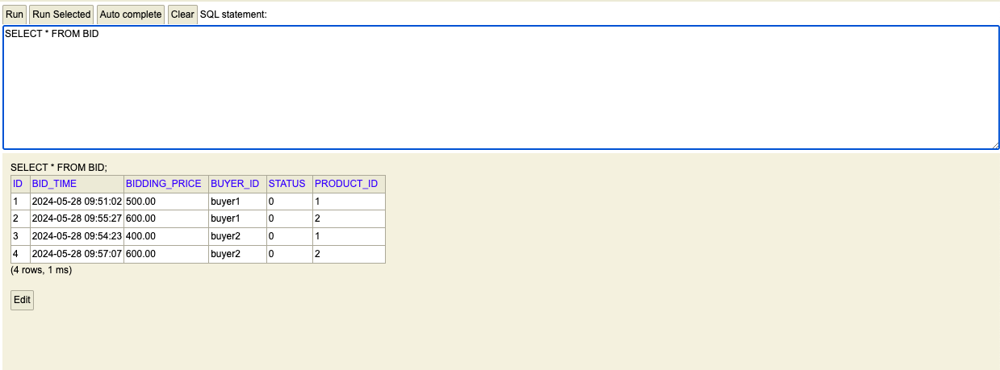 Run Run Selected Auto complete Clear SQL statement:
SELECT * FROM BID
SELECT * FROM BID;
ID BID_TIME BIDDING_PRICE BUYER_ID STATUS PRODUCT_ID
1 2024-05-28 09:51:02 500.00 buyer1 0 1
2 2024-05-28 09:55:27 600.00 buyer1 0 2
3 2024-05-28 09:54:23 400.00 buyer2 0 1
4 2024-05-28 09:57:07 600.00 buyer2 0 2
(4 rows, 1 ms)
Edit